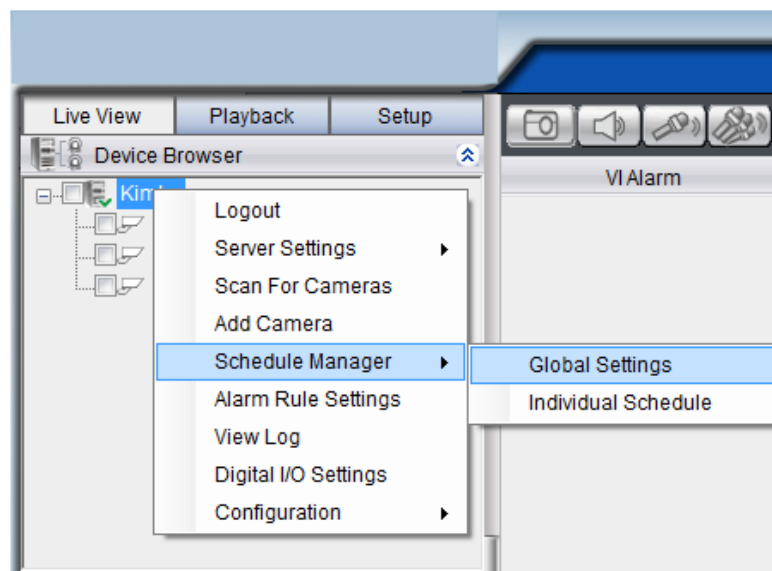 Live View Playback Setup
Device Browser
VI Alarm
Logout
Server Settings
Scan For Cameras
Add Camera
Schedule Manager
Global Settings
Alarm Rule Settings
Individual Schedule
View Log
Digital I/O Settings
Configuration